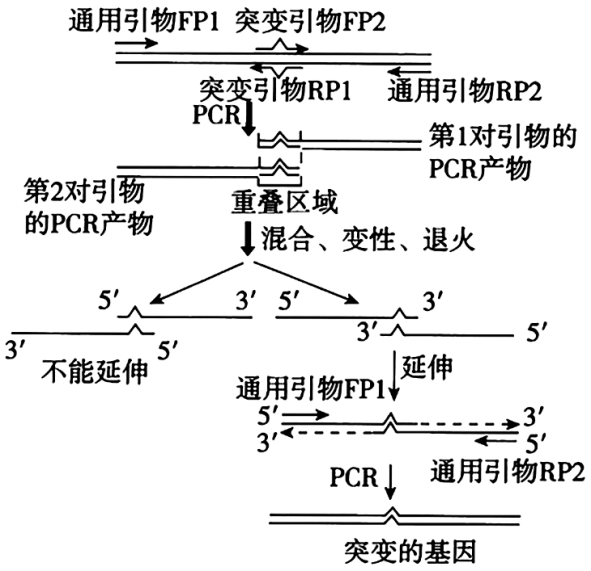 通用引物FP1 突变引物FP2
突变引物RP1 通用引物RP2
PCR
第1对引物的
PCR产物
第2对引物
的PCR产物
重叠区域
混合、变性、退火
5′ 3′ 5′ 3′
3′ 5′ 3′ 5′
不能延伸
延伸
通用引物FP1
5′ 3′
3′ 5′
通用引物RP2
PCR
突变的基因